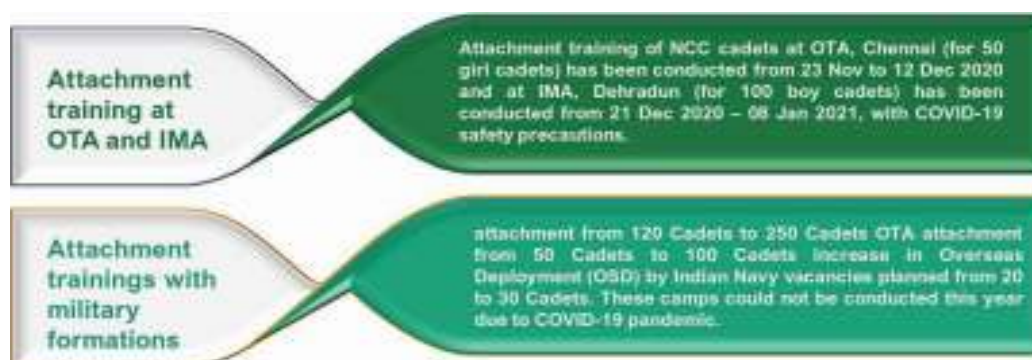 Attachment
training at
OTA and IMA
Attachment training of NCC cadets at OTA, Chennai (for 50
girl cadets) has been conducted from 23 Nov to 12 Dec 2020
and at IMA, Dehradun (for 100 boy cadets) has been
conducted from 21 Dec 2020 – 08 Jan 2021, with COVID-19
safety precautions.
Attachment
trainings with
military
formations
attachment from 120 Cadets to 250 Cadets OTA attachment
from 50 Cadets to 100 Cadets increase in Overseas
Deployment (OSD) by Indian Navy vacancies planned from 20
to 30 Cadets. These camps could not be conducted this year
due to COVID-19 pandemic.